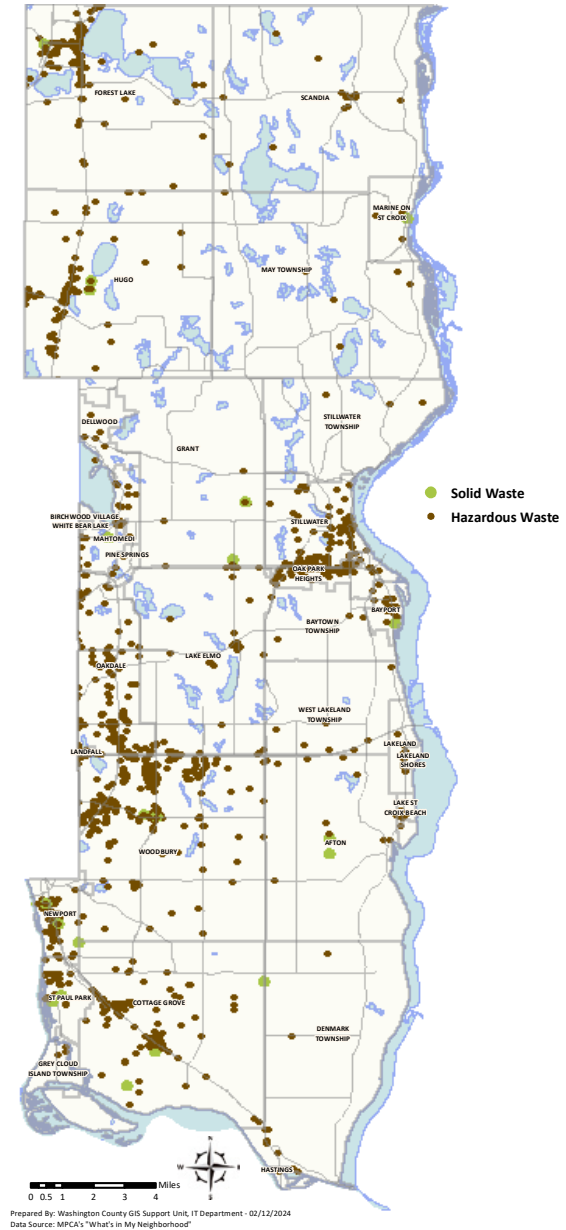 FOREST LAKE
SCANDIA
MARINE ON
ST CROIX
MAY TOWNSHIP
HUGO
STILLWATER
TOWNSHIP
DELLWOOD
GRANT
Solid Waste
Hazardous Waste
BIRCHWOOD VILLAGE
WHITE BEAR LAKE
STILLWATER
MAHTOMEDI
PINE SPRINGS
OAK PARK
HEIGHTS
BAYPORT
BAYTOWN
TOWNSHIP
LAKE ELMO
OAKDALE
WEST LAKELAND
TOWNSHIP
LAKELAND
LANDFALL
LAKELAND
SHORES
LAKE ST
CROIX BEACH
AFTON
WOODBURY
NEWPORT
ST PAUL PARK
COTTAGE GROVE
DENMARK
TOWNSHIP
GREY CLOUD
ISLAND TOWNSHIP
N
W
E
S
HASTINGS
Miles
0 0.5 1 2 3 4
Prepared By: Washington County GIS Support Unit, IT Department - 02/12/2024
Data Source: MPCA's "What's in My Neighborhood"